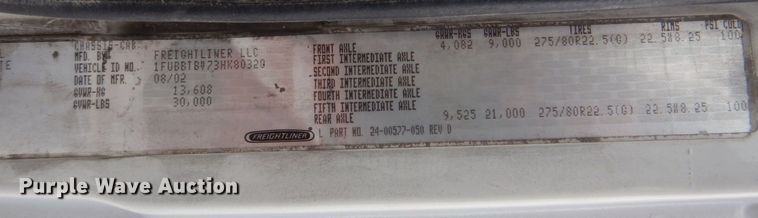 CHASSIS-CAB
MFD. BY FREIGHTLINER LLC
VEHICLE ID NO.
DATE OF MFR. 08/02
GVWR-KG 13,608
GVWR-LBS 30,000
FREIGHTLINER
GAWR-KGS GAWR-LBS TIRES RIMS PSI COLD
FRONT AXLE 4,082 9,000 275/80R22.5(G) 22.5X8.25 100
FIRST INTERMEDIATE AXLE
SECOND INTERMEDIATE AXLE
THIRD INTERMEDIATE AXLE
FOURTH INTERMEDIATE AXLE
FIFTH INTERMEDIATE AXLE
REAR AXLE 9,525 21,000 275/80R22.5(G) 22.5X8.25 100
L PART NO. 24-00577-050 REV D
Purple Wave Auction